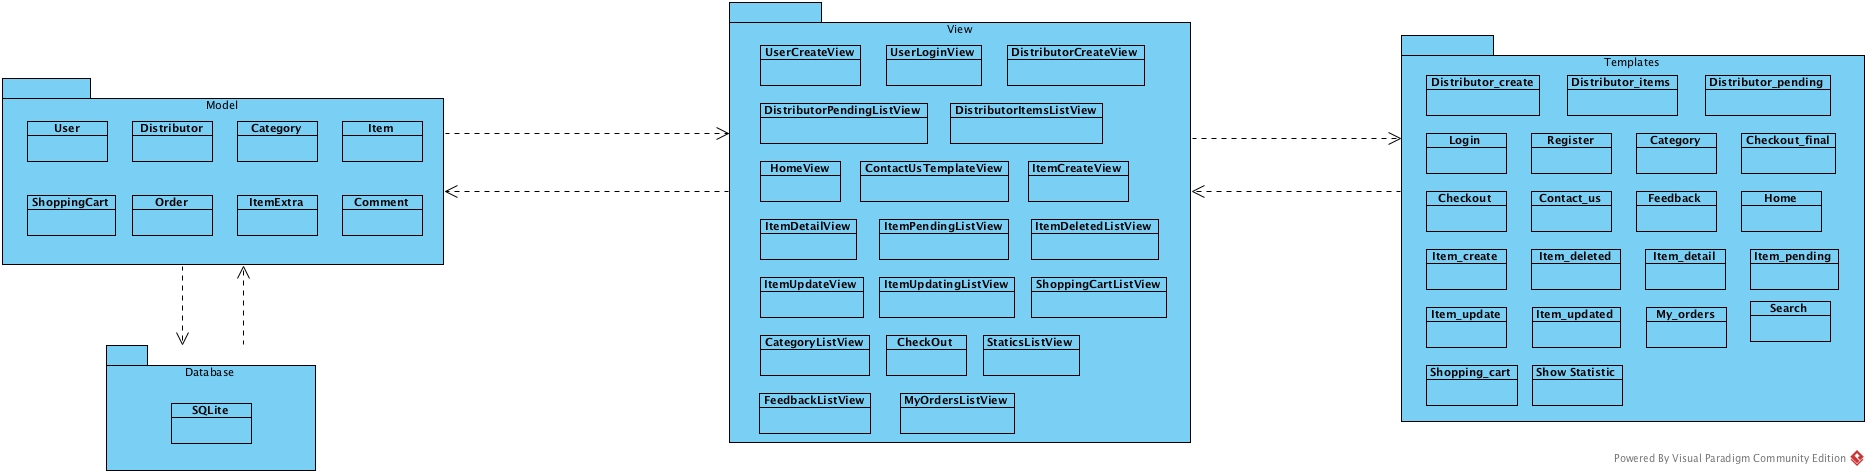 Model
User Distributor Category Item
ShoppingCart Order ItemExtra Comment
Database
SQLite
View
UserCreateView UserLoginView DistributorCreateView
DistributorPendingListView DistributorItemsListView
HomeView ContactUsTemplateView ItemCreateView
ItemDetailView ItemPendingListView ItemDeletedListView
ItemUpdateView ItemUpdatingListView ShoppingCartListView
CategoryListView CheckOut StaticsListView
FeedbackListView MyOrdersListView
Templates
Distributor_create Distributor_items Distributor_pending
Login Register Category Checkout_final
Checkout Contact_us Feedback Home
Item_create Item_deleted Item_detail Item_pending
Item_update Item_updated My_orders Search
Shopping_cart Show Statistic
Powered By Visual Paradigm Community Edition